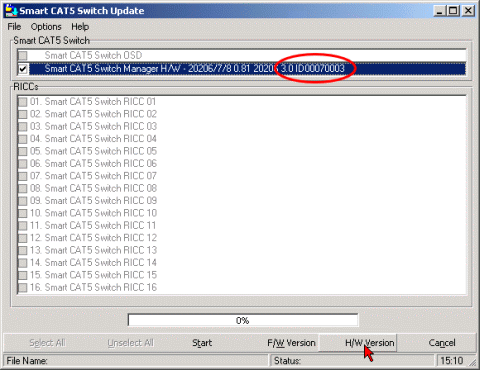 Smart CAT5 Switch Update
File Options Help
Smart CAT5 Switch
Smart CAT5 Switch OSD
Smart CAT5 Switch Manager H/W - 20206/7/8 0.81 20206 3.0 ID00070003
RICCs
01. Smart CAT5 Switch RICC 01
02. Smart CAT5 Switch RICC 02
03. Smart CAT5 Switch RICC 03
04. Smart CAT5 Switch RICC 04
05. Smart CAT5 Switch RICC 05
06. Smart CAT5 Switch RICC 06
07. Smart CAT5 Switch RICC 07
08. Smart CAT5 Switch RICC 08
09. Smart CAT5 Switch RICC 09
10. Smart CAT5 Switch RICC 10
11. Smart CAT5 Switch RICC 11
12. Smart CAT5 Switch RICC 12
13. Smart CAT5 Switch RICC 13
14. Smart CAT5 Switch RICC 14
15. Smart CAT5 Switch RICC 15
16. Smart CAT5 Switch RICC 16
0%
Select All Unselect All Start F/W Version H/W Version Cancel
File Name: Status: 15:10